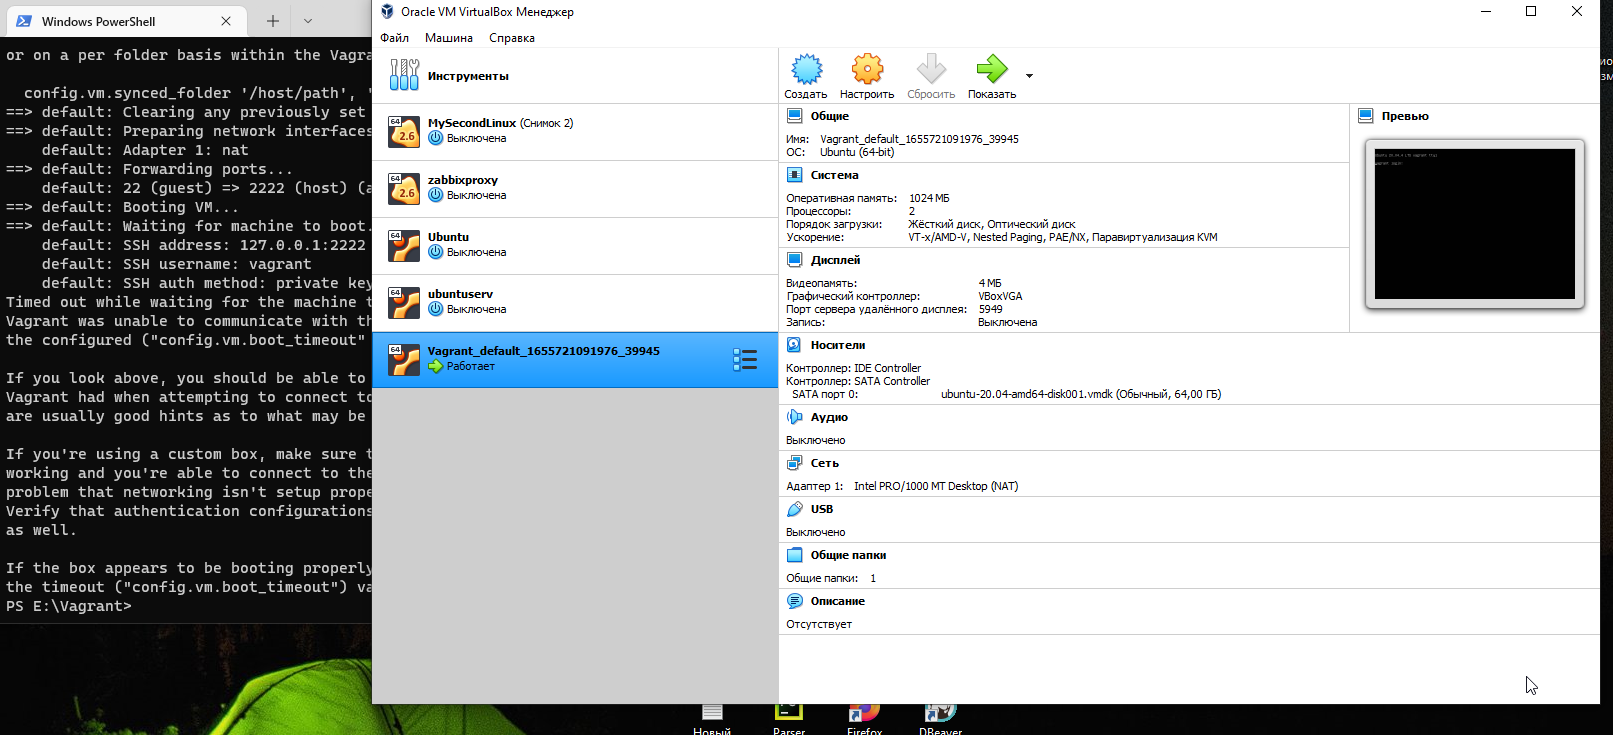 Windows PowerShell
or on a per folder basis within the Vagra
config.vm.synced_folder '/host/path', '
==> default: Clearing any previously set
==> default: Preparing network interfaces
default: Adapter 1: nat
==> default: Forwarding ports...
default: 22 (guest) => 2222 (host) (a
==> default: Booting VM...
==> default: Waiting for machine to boot.
default: SSH address: 127.0.0.1:2222
default: SSH username: vagrant
default: SSH auth method: private key
Timed out while waiting for the machine t
Vagrant was unable to communicate with th
the configured ("config.vm.boot_timeout"
If you look above, you should be able to
Vagrant had when attempting to connect to
are usually good hints as to what may be
If you're using a custom box, make sure t
working and you're able to connect to the
problem that networking isn't setup prope
Verify that authentication configurations
as well.
If the box appears to be booting properly
the timeout ("config.vm.boot_timeout") va
PS E:\Vagrant>
Oracle VM VirtualBox Менеджер
Файл Машина Справка
Инструменты
64 2.6 MySecondLinux (Снимок 2)
Выключена
64 2.6 zabbixproxy
Выключена
64 Ubuntu
Выключена
64 ubuntuserv
Выключена
64 Vagrant_default_1655721091976_39945
Работает
Создать Настроить Сбросить Показать
Общие
Имя: Vagrant_default_1655721091976_39945
ОС: Ubuntu (64-bit)
Система
Оперативная память: 1024 МБ
Процессоры: 2
Порядок загрузки: Жёсткий диск, Оптический диск
Ускорение: VT-x/AMD-V, Nested Paging, PAE/NX, Паравиртуализация KVM
Дисплей
Видеопамять: 4 МБ
Графический контроллер: VBoxVGA
Порт сервера удалённого дисплея: 5949
Запись: Выключена
Превью
Носители
Контроллер: IDE Controller
Контроллер: SATA Controller
SATA порт 0: ubuntu-20.04-amd64-disk001.vmdk (Обычный, 64,00 ГБ)
Аудио
Выключено
Сеть
Адаптер 1: Intel PRO/1000 MT Desktop (NAT)
USB
Выключено
Общие папки
Общие папки: 1
Описание
Отсутствует
Новый Parser Firefox DBeaver